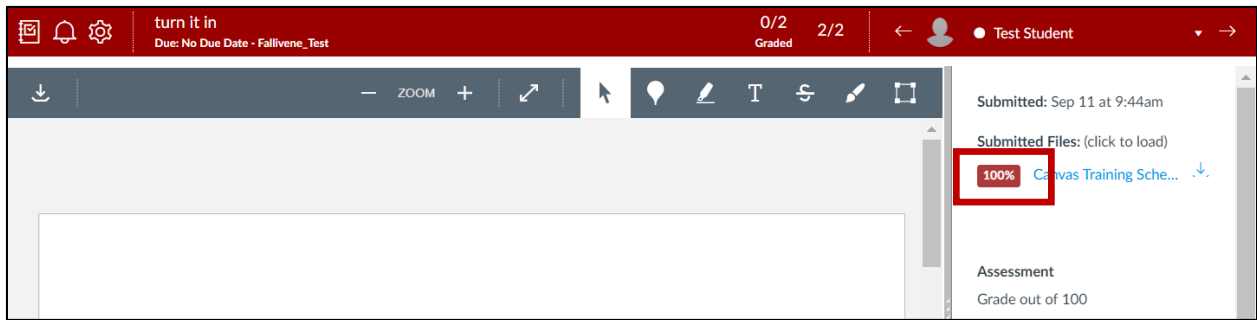 turn it in
Due: No Due Date - Fallivene_Test
0/2
Graded
2/2
Test Student
ZOOM
T
S
Submitted: Sep 11 at 9:44am
Submitted Files: (click to load)
100% Canvas Training Sche...
Assessment
Grade out of 100